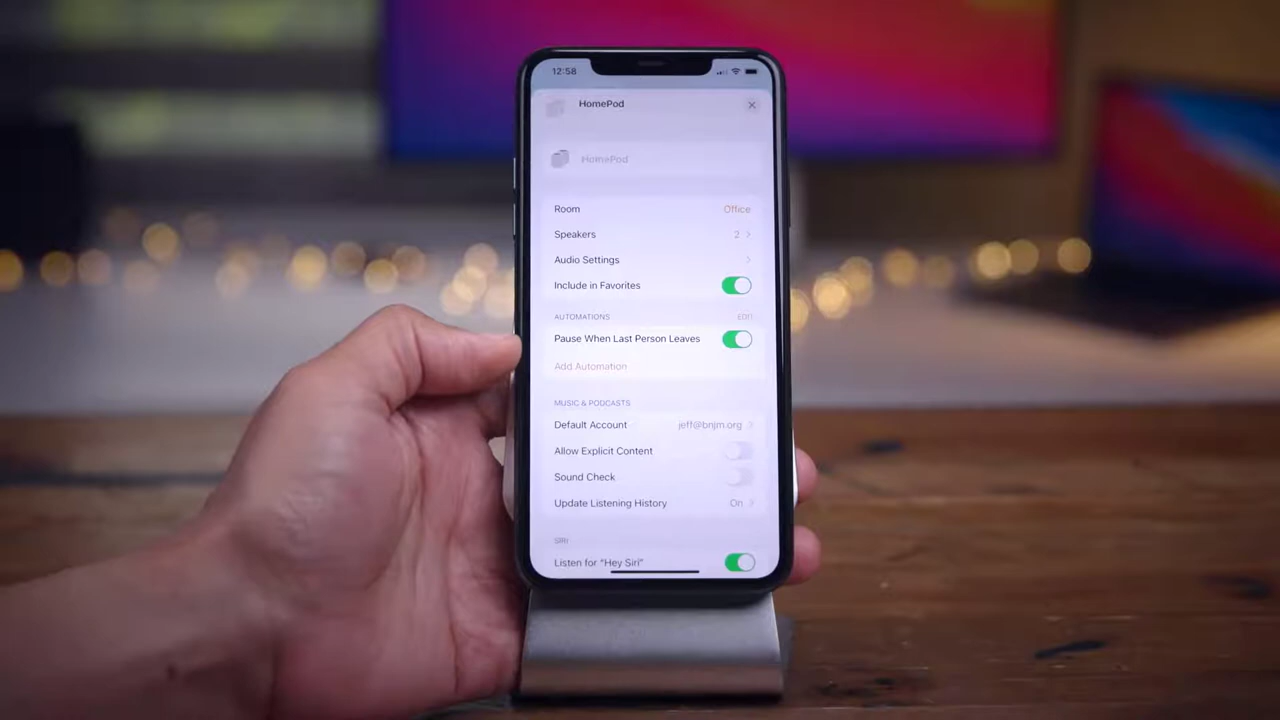 12:58
HomePod
HomePod
Room Office
Speakers 2
Audio Settings
Include in Favorites
AUTOMATIONS EDIT
Pause When Last Person Leaves
Add Automation
MUSIC & PODCASTS
Default Account jeff@bnjm.org
Allow Explicit Content
Sound Check
Update Listening History On
SIRI
Listen for "Hey Siri"